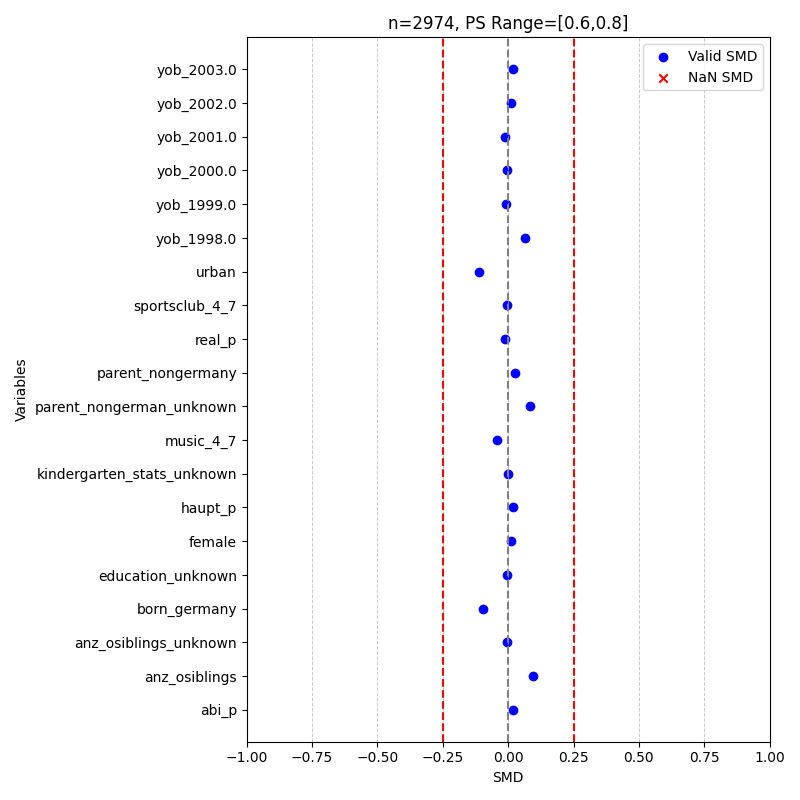 n=2974, PS Range=[0.6,0.8]
Valid SMD
NaN SMD
yob_2003.0
yob_2002.0
yob_2001.0
yob_2000.0
yob_1999.0
yob_1998.0
urban
sportsclub_4_7
real_p
parent_nongermany
parent_nongerman_unknown
music_4_7
kindergarten_stats_unknown
haupt_p
female
education_unknown
born_germany
anz_osiblings_unknown
anz_osiblings
abi_p
Variables
−1.00 −0.75 −0.50 −0.25 0.00 0.25 0.50 0.75 1.00
SMD